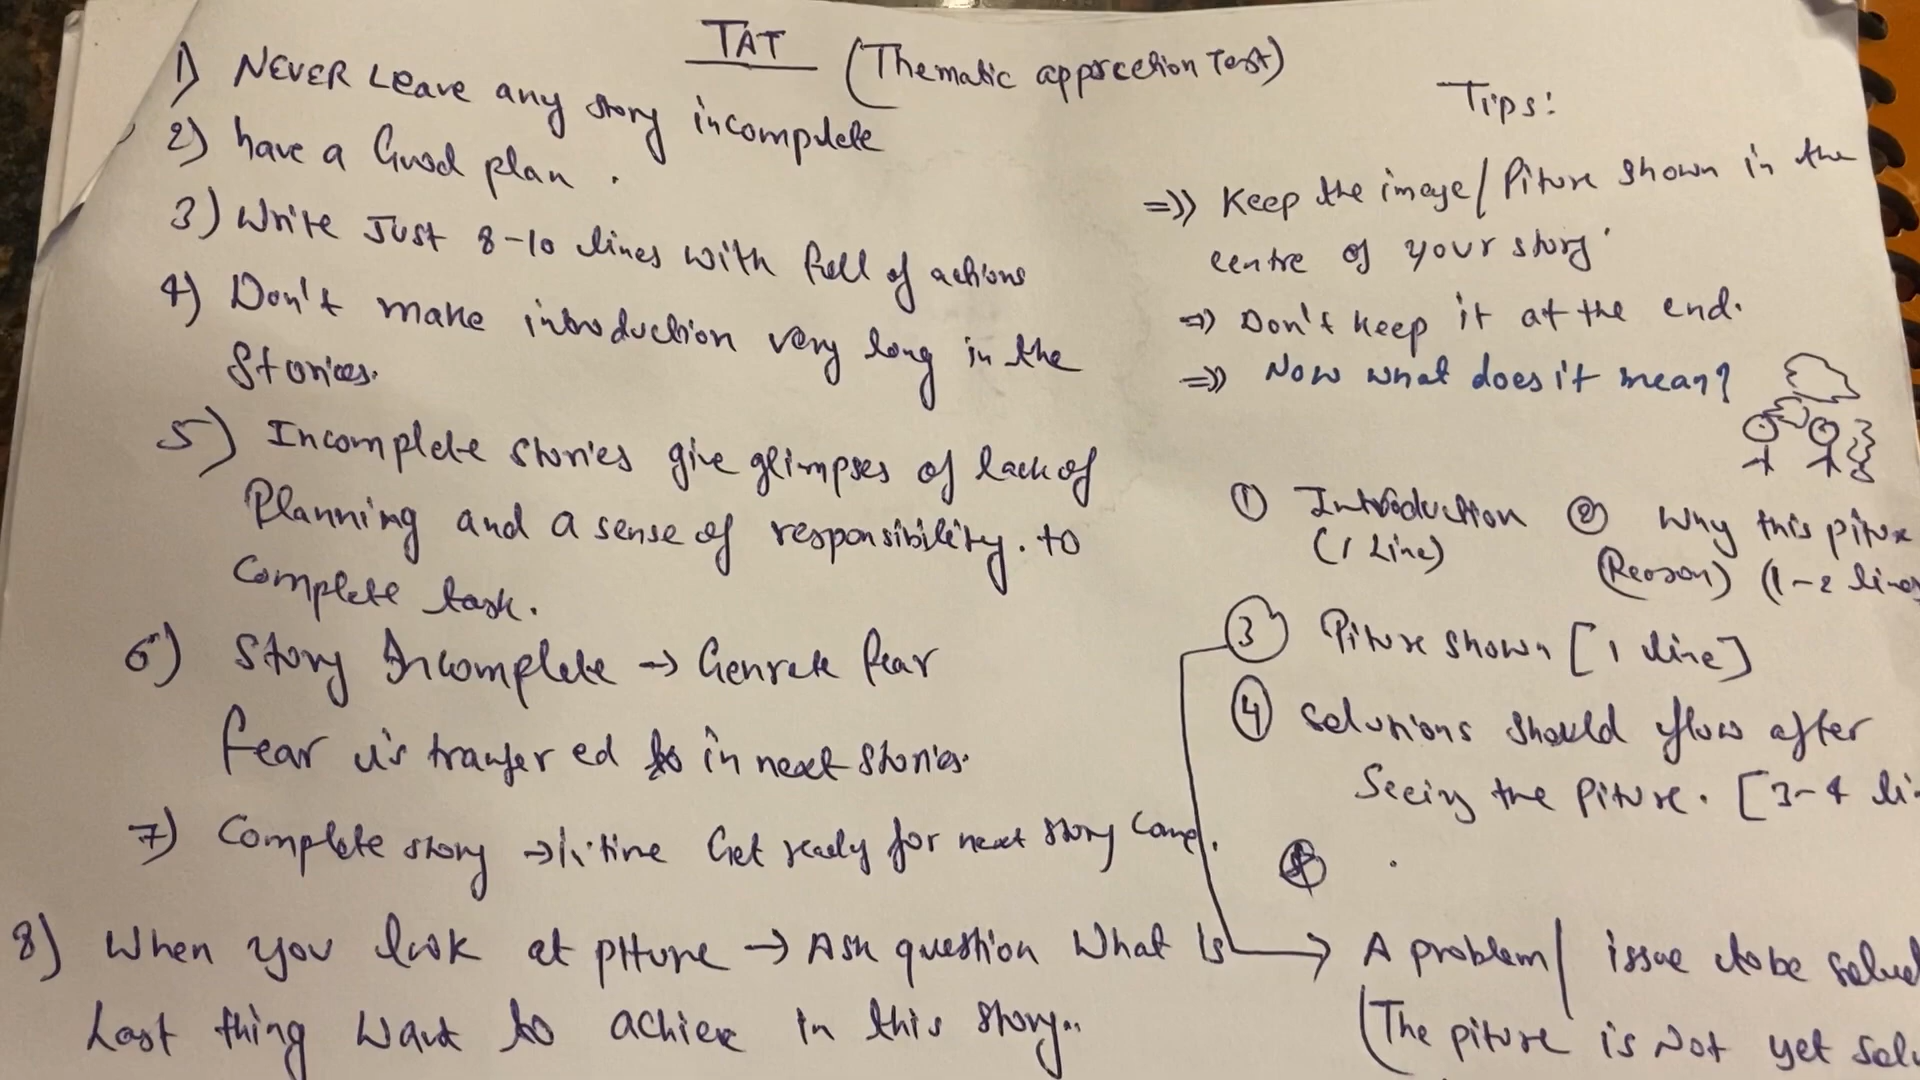 TAT (Thematic apprcetion Test)
1) NEVER Leave any story incomplete
2) have a Good plan.
3) Write Just 8-10 lines with full of actions
4) Don't make introduction very long in the
Stories.
5) Incomplete stories give glimpses of lack of
Planning and a sense of responsibility. to
Complete task.
6) Story Incomplete → Genrate fear
fear is tranfer ed in next stories.
7) Complete story → In time Get ready for next story
8) When you look at piture → Ask question What is
Last thing want to achieve in this story..
Tips:
⇒ Keep the image/Piture shown in the
centre of your story
⇒ Don't keep it at the end.
⇒ Now what does it mean?
① Introduction ② Why this piture
(1 Line) (Reason) (1-2 lines
③ Piture shown [1 line]
④ Solutions should flow after
Seeing the Piture. [3-4
→ A problem/ issue to be solved
(The piture is Not yet